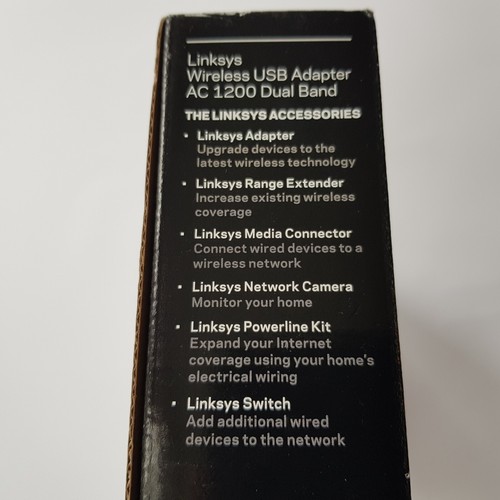 Linksys
Wireless USB Adapter
AC 1200 Dual Band
THE LINKSYS ACCESSORIES
• Linksys Adapter
Upgrade devices to the
latest wireless technology
• Linksys Range Extender
Increase existing wireless
coverage
• Linksys Media Connector
Connect wired devices to a
wireless network
• Linksys Network Camera
Monitor your home
• Linksys Powerline Kit
Expand your Internet
coverage using your home's
electrical wiring
• Linksys Switch
Add additional wired
devices to the network